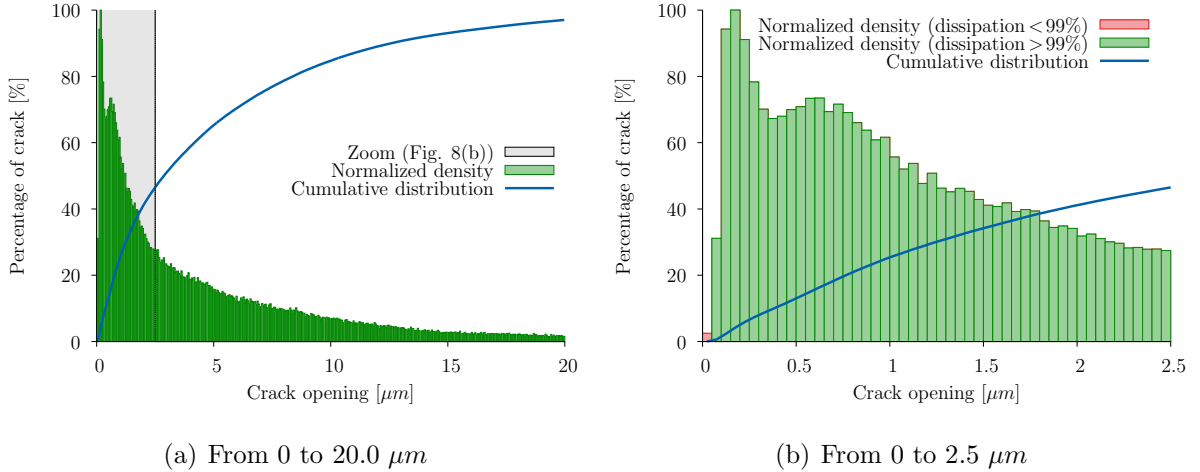 100
80
60
40
20
0
Percentage of crack [%]
Zoom (Fig. 8(b))
Normalized density
Cumulative distribution
0
5
10
15
20
Crack opening [μm]
(a) From 0 to 20.0 μm
100
80
60
40
20
0
Percentage of crack [%]
Normalized density (dissipation<99%)
Normalized density (dissipation>99%)
Cumulative distribution
0
0.5
1
1.5
2
2.5
Crack opening [μm]
(b) From 0 to 2.5 μm